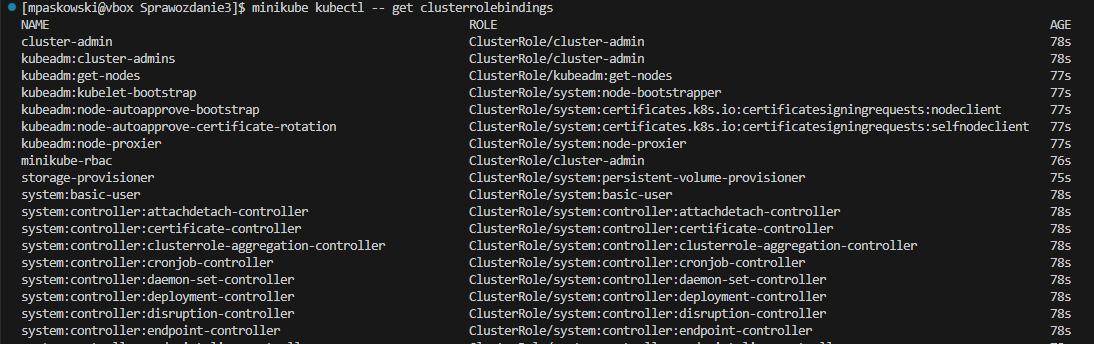 [mpaskowski@vbox Sprawozdanie3]$ minikube kubectl -- get clusterrolebindings
NAME ROLE AGE
cluster-admin ClusterRole/cluster-admin 78s
kubeadm:cluster-admins ClusterRole/cluster-admin 78s
kubeadm:get-nodes ClusterRole/kubeadm:get-nodes 77s
kubeadm:kubelet-bootstrap ClusterRole/system:node-bootstrapper 77s
kubeadm:node-autoapprove-bootstrap ClusterRole/system:certificates.k8s.io:certificatesigningrequests:nodeclient 77s
kubeadm:node-autoapprove-certificate-rotation ClusterRole/system:certificates.k8s.io:certificatesigningrequests:selfnodeclient 77s
kubeadm:node-proxier ClusterRole/system:node-proxier 77s
minikube-rbac ClusterRole/cluster-admin 76s
storage-provisioner ClusterRole/system:persistent-volume-provisioner 75s
system:basic-user ClusterRole/system:basic-user 78s
system:controller:attachdetach-controller ClusterRole/system:controller:attachdetach-controller 78s
system:controller:certificate-controller ClusterRole/system:controller:certificate-controller 78s
system:controller:clusterrole-aggregation-controller ClusterRole/system:controller:clusterrole-aggregation-controller 78s
system:controller:cronjob-controller ClusterRole/system:controller:cronjob-controller 78s
system:controller:daemon-set-controller ClusterRole/system:controller:daemon-set-controller 78s
system:controller:deployment-controller ClusterRole/system:controller:deployment-controller 78s
system:controller:disruption-controller ClusterRole/system:controller:disruption-controller 78s
system:controller:endpoint-controller ClusterRole/system:controller:endpoint-controller 78s